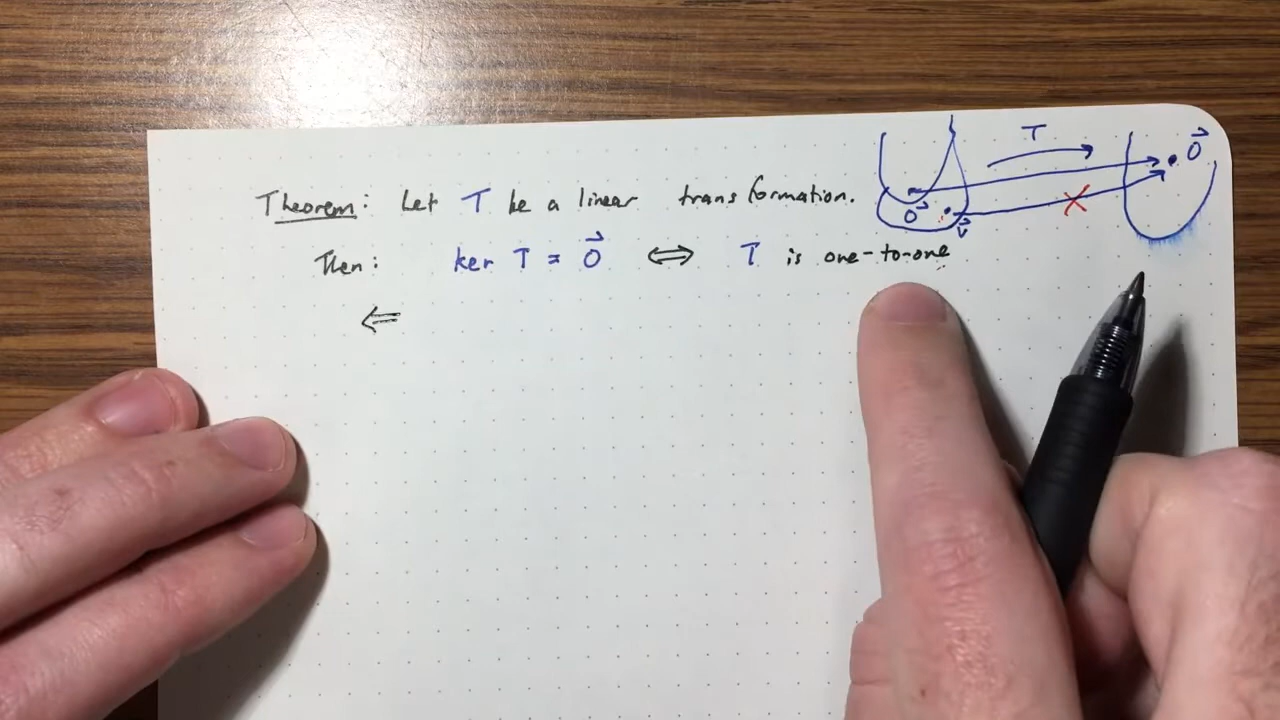 Theorem: Let T be a linear transformation.
Then: ker T = 0⃗ ⟺ T is one-to-one
⟸
T
0⃗
0⃗
v⃗